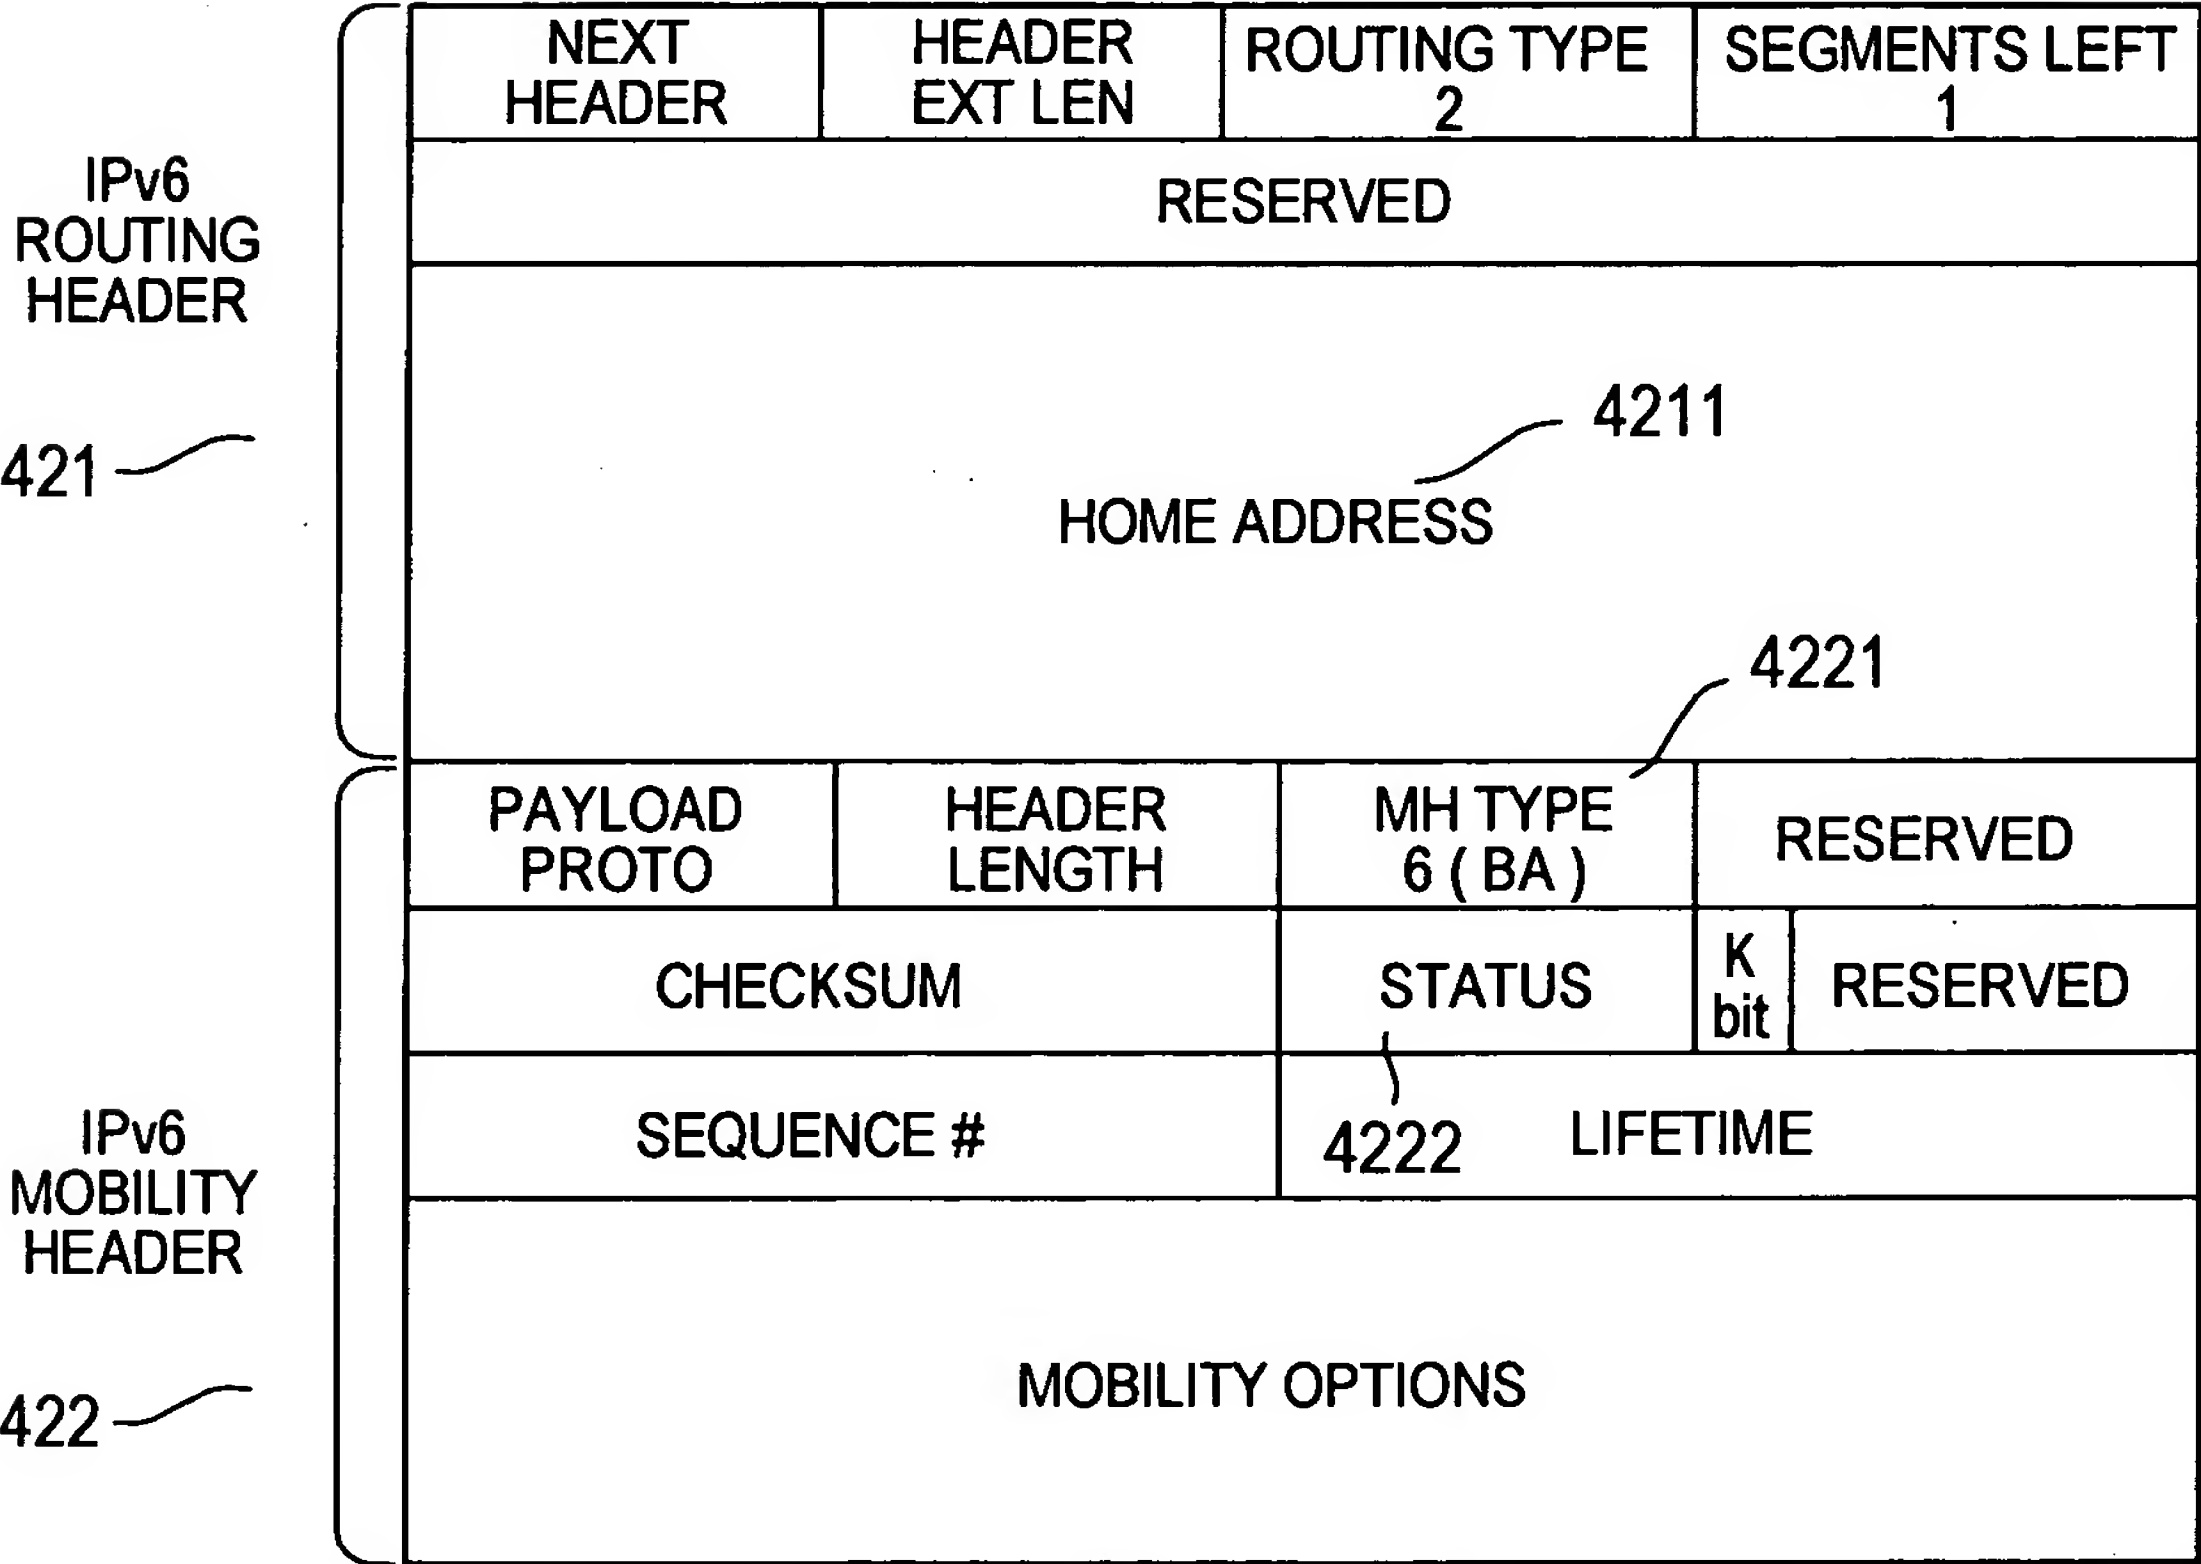 NEXT
HEADER
HEADER
EXT LEN
ROUTING TYPE
2
SEGMENTS LEFT
1
IPv6
ROUTING
HEADER
RESERVED
421
4211
HOME ADDRESS
4221
PAYLOAD
PROTO
HEADER
LENGTH
MH TYPE
6 ( BA )
RESERVED
CHECKSUM
STATUS
K
bit
RESERVED
IPv6
MOBILITY
HEADER
SEQUENCE #
4222
LIFETIME
422
MOBILITY OPTIONS